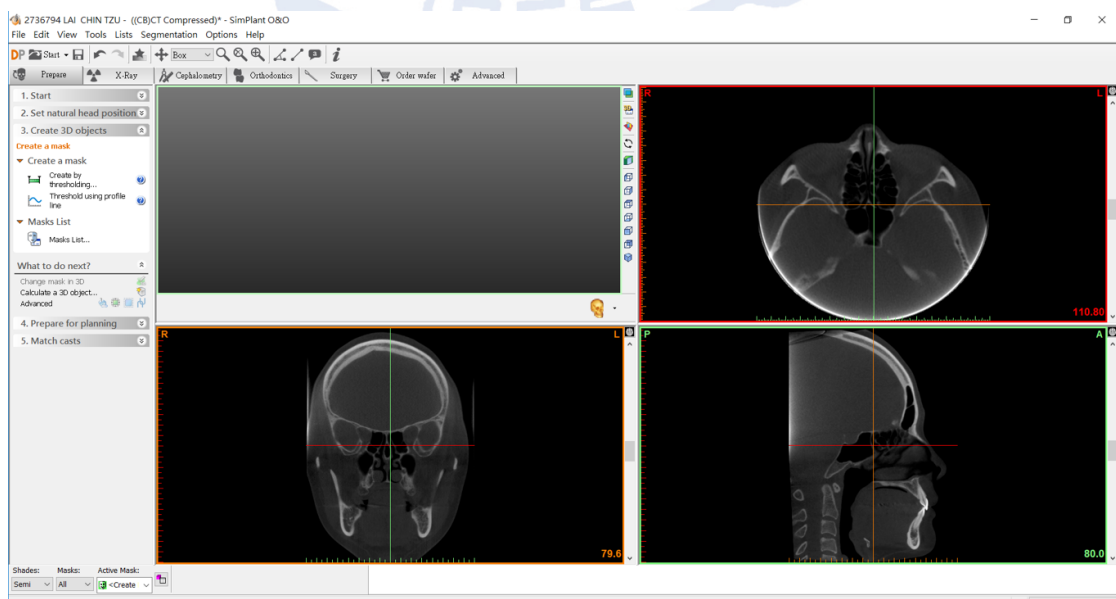 2736794 LAI CHIN TZU - ((CB)CT Compressed)* - SimPlant O&O
File Edit View Tools Lists Segmentation Options Help
DP Start Box
Prepare X-Ray Cephalometry Orthodontics Surgery Order wafer Advanced
1. Start
2. Set natural head position
3. Create 3D objects
Create a mask
Create a mask
Create by
thresholding...
Threshold using profile
line
Masks List
Masks List...
What to do next?
Change mask in 3D
Calculate a 3D object...
Advanced
4. Prepare for planning
5. Match casts
R L
110.80
R L
79.6
P A
80.0
Shades: Masks: Active Mask:
Semi All <Create